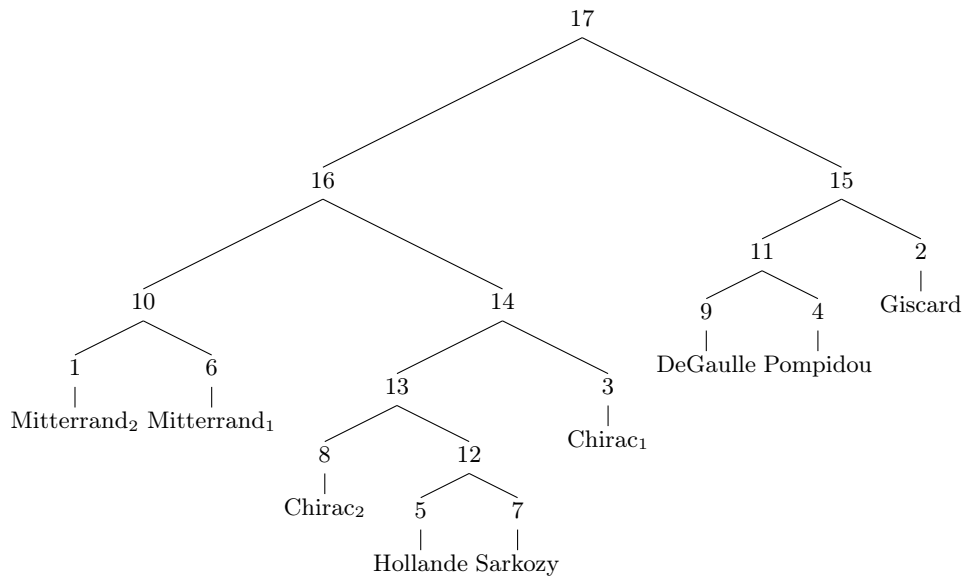 17
16 15
11 2
10 14 Giscard
9 4
DeGaulle Pompidou
1 6
13 3
Mitterrand₂ Mitterrand₁
Chirac₁
8 12
Chirac₂
5 7
Hollande Sarkozy